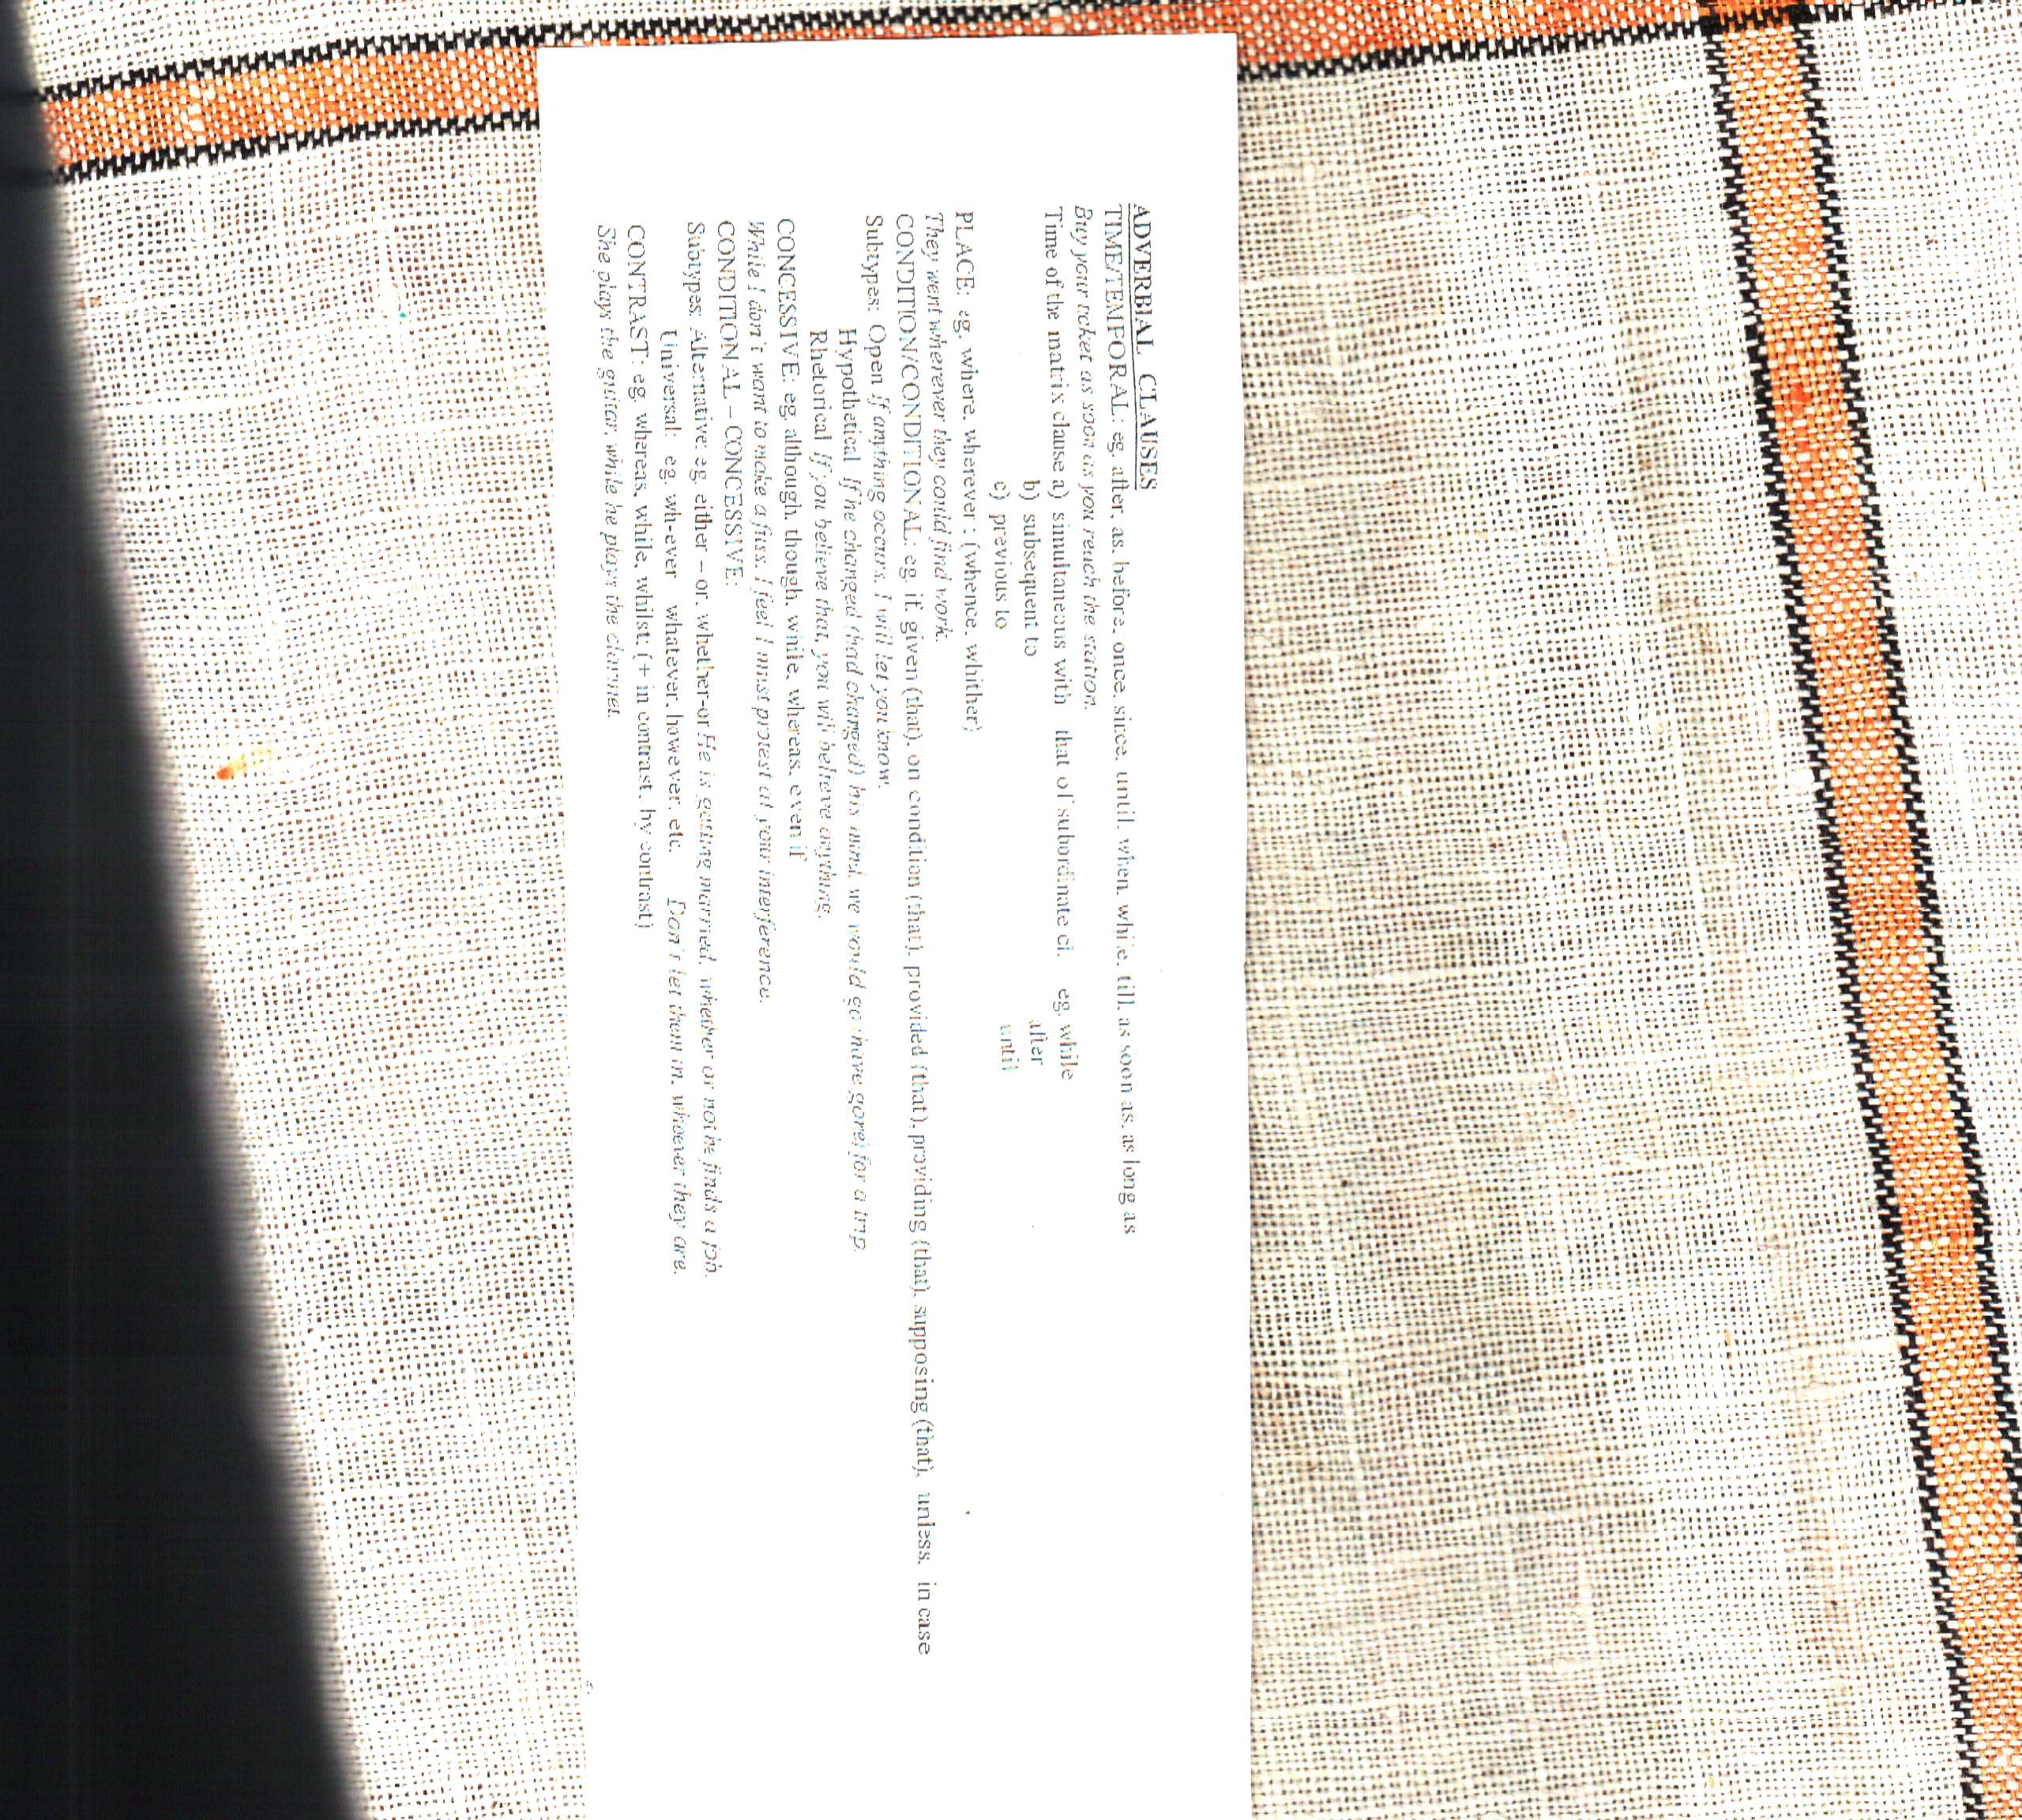 ADVERBIAL CLAUSES
TIME/TEMPORAL: eg. after, as, before, once, since, until, when, while, till, as soon as, as long as
Buy your ticket as soon as you reach the station.
Time of the matrix clause a) simultaneous with that of subordinate cl. eg. while
b) subsequent to after
c) previous to until
PLACE: eg. where, wherever, (whence, whither)
They went wherever they could find work.
CONDITION/CONDITIONAL: eg. if, given (that), on condition (that), provided (that), providing (that), supposing (that), unless, in case
Subtypes: Open If anything occurs, I will let you know.
Hypothetical If he changed (had changed) his mind, we would go (have gone) for a trip.
Rhetorical If you believe that, you will believe anything.
CONCESSIVE: eg. although, though, while, whereas, even if
While I don't want to make a fuss, I feel I must protest at your interference.
CONDITIONAL – CONCESSIVE:
Subtypes: Alternative: eg. either – or, whether-or He is getting married, whether or not he finds a job.
Universal: eg. wh-ever whatever, however, etc. Don't let them in, whoever they are.
CONTRAST eg. whereas, while, whilst (+ in contrast, by contrast)
She plays the guitar, while he plays the clarinet.